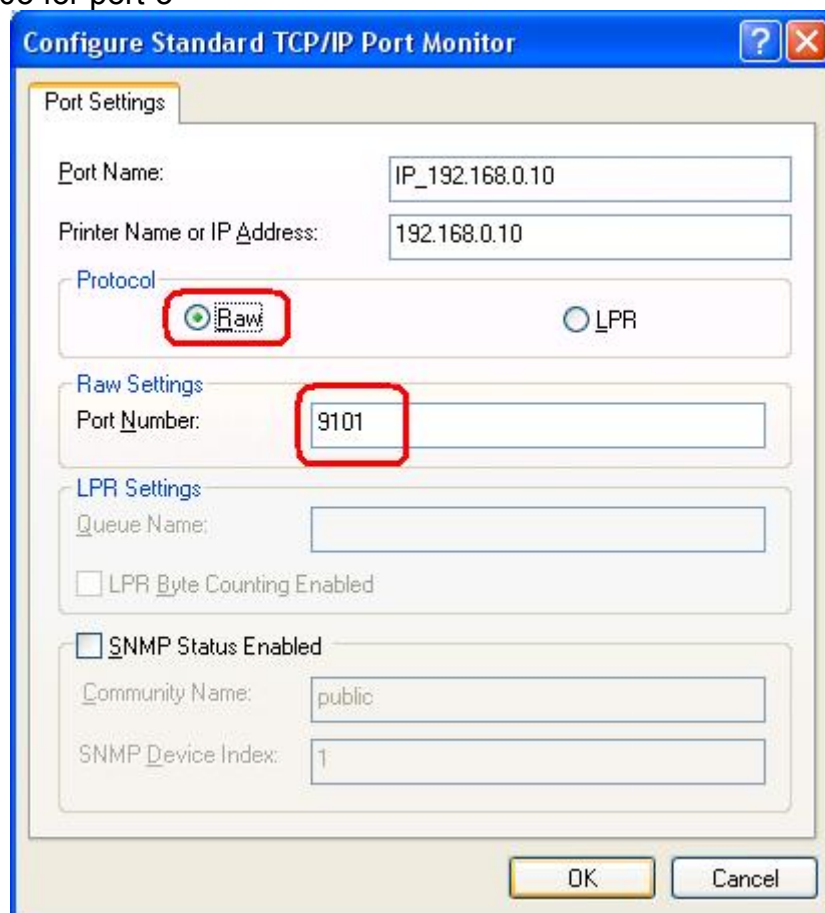 for port
Configure Standard TCP/IP Port Monitor
Port Settings
Port Name: IP_192.168.0.10
Printer Name or IP Address: 192.168.0.10
Protocol
Raw LPR
Raw Settings
Port Number: 9101
LPR Settings
Queue Name:
LPR Byte Counting Enabled
SNMP Status Enabled
Community Name: public
SNMP Device Index: 1
OK Cancel